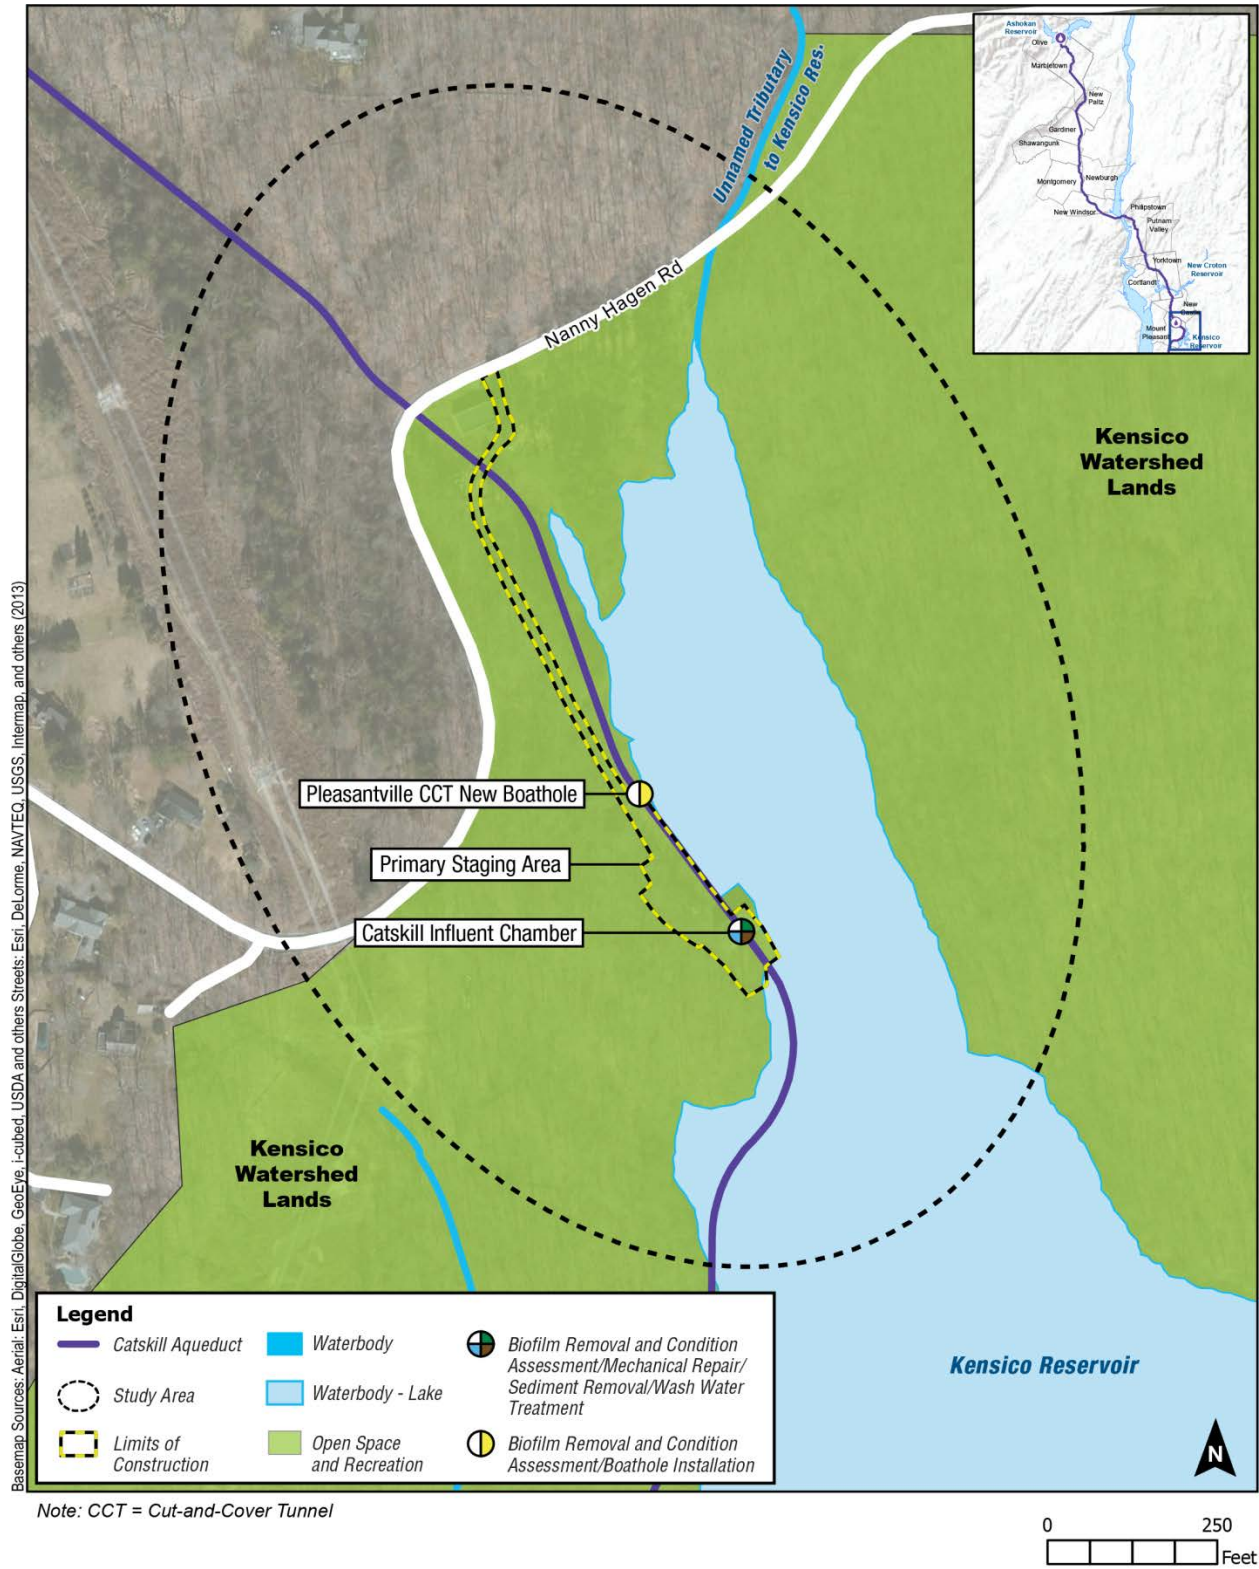 Ashokan
Reservoir
Olive
Marbletown
New
Paltz
Gardiner
Shawangunk
Montgomery
Newburgh
New Windsor
Philipstown
Putnam
Valley
Yorktown
New Croton
Reservoir
Cortlandt
New
Castle
Mount
Pleasant
Kensico
Reservoir
Unnamed Tributary
to Kensico Res.
Nanny Hagen Rd
Kensico
Watershed
Lands
Pleasantville CCT New Boathole
Primary Staging Area
Catskill Influent Chamber
Kensico
Watershed
Lands
Kensico Reservoir
Legend
Catskill Aqueduct
Study Area
Limits of
Construction
Waterbody
Waterbody - Lake
Open Space
and Recreation
Biofilm Removal and Condition
Assessment/Mechanical Repair/
Sediment Removal/Wash Water
Treatment
Biofilm Removal and Condition
Assessment/Boathole Installation
N
Basemap Sources: Aerial: Esri, DigitalGlobe, GeoEye, i-cubed, USDA and others Streets: Esri, DeLorme, NAVTEQ, USGS, Intermap, and others (2013)
Note: CCT = Cut-and-Cover Tunnel
0 250
Feet